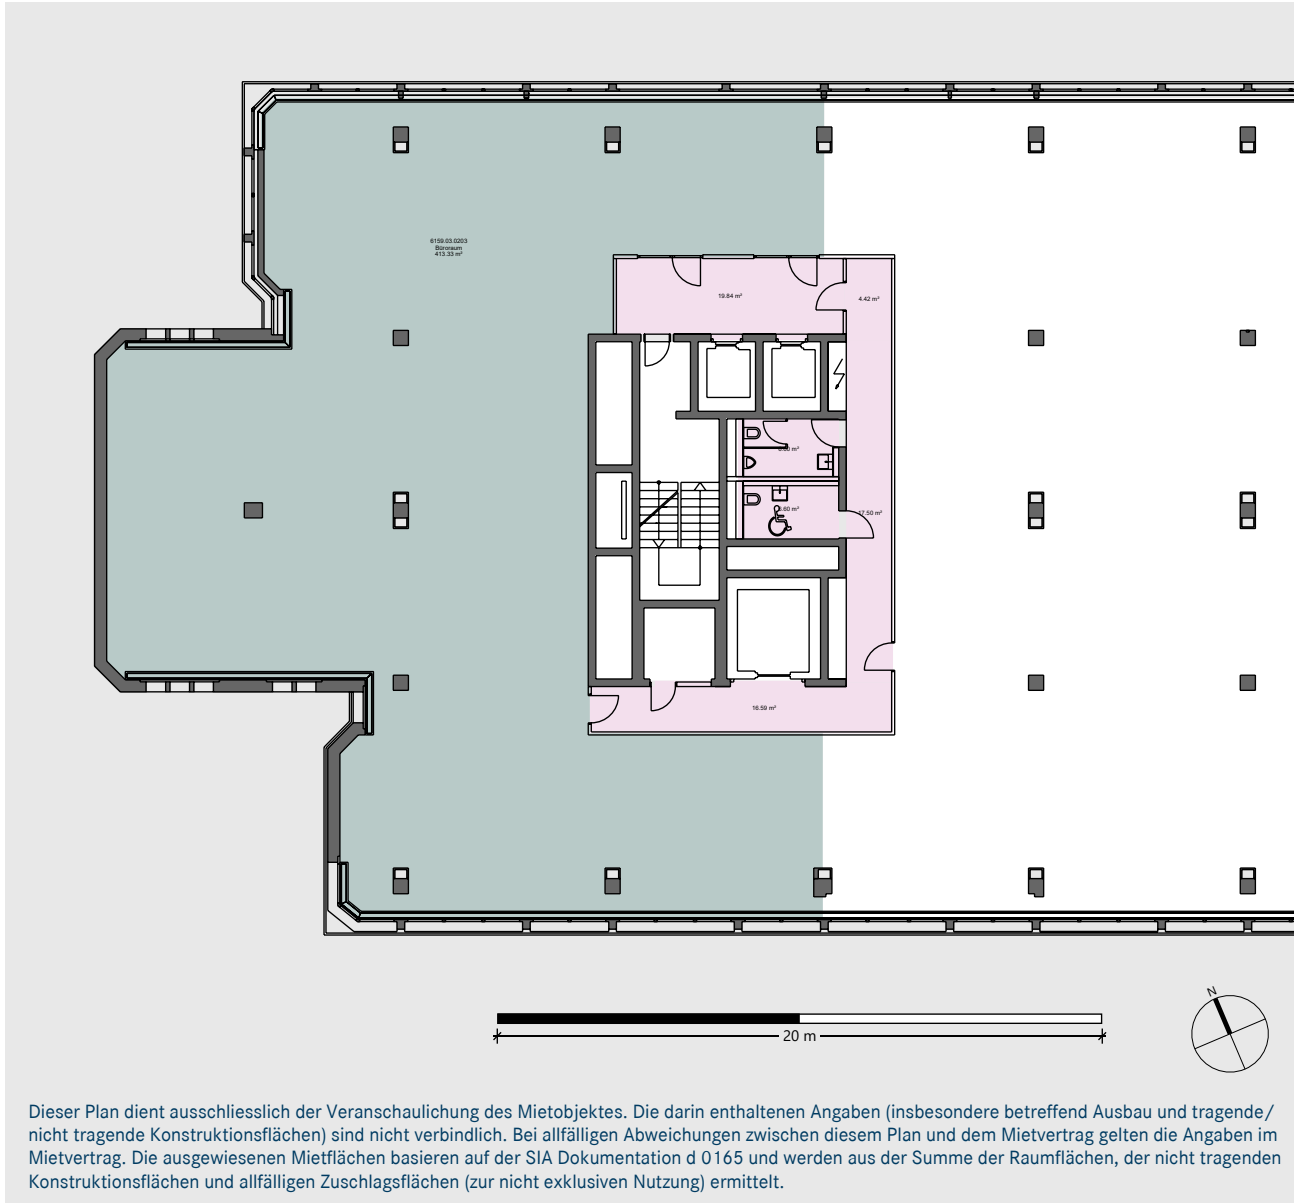 6159.03.0203
Büroraum
413.33 m²
19.84 m²
4.42 m²
m²
.60 m²
17.50 m²
16.59 m²
N
20 m
Dieser Plan dient ausschliesslich der Veranschaulichung des Mietobjektes. Die darin enthaltenen Angaben (insbesondere betreffend Ausbau und tragende/
nicht tragende Konstruktionsflächen) sind nicht verbindlich. Bei allfälligen Abweichungen zwischen diesem Plan und dem Mietvertrag gelten die Angaben im
Mietvertrag. Die ausgewiesenen Mietflächen basieren auf der SIA Dokumentation d 0165 und werden aus der Summe der Raumflächen, der nicht tragenden
Konstruktionsflächen und allfälligen Zuschlagsflächen (zur nicht exklusiven Nutzung) ermittelt.